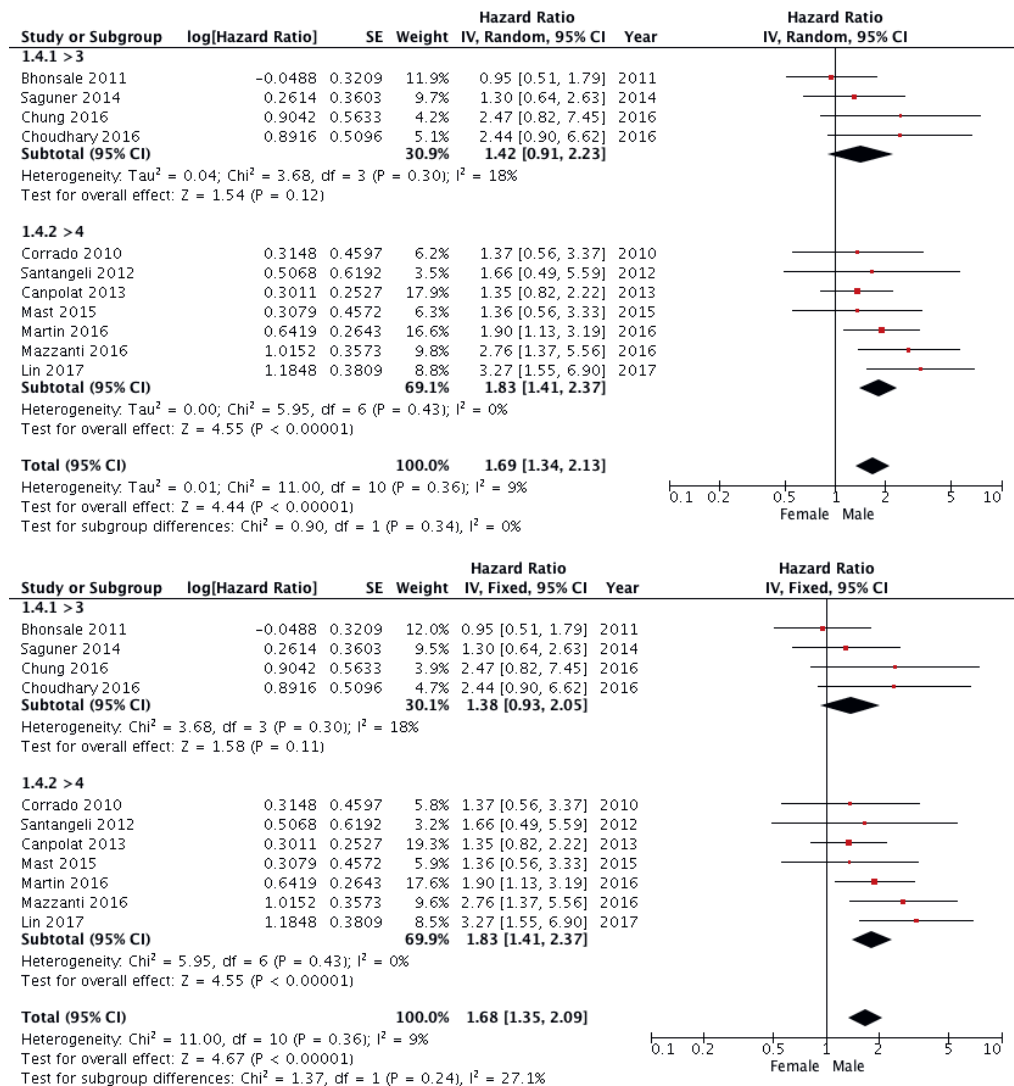 Hazard Ratio Hazard Ratio
Study or Subgroup log[Hazard Ratio] SE Weight IV, Random, 95% CI Year IV, Random, 95% CI
1.4.1 >3
Bhonsale 2011 -0.0488 0.3209 11.9% 0.95 [0.51, 1.79] 2011
Saguner 2014 0.2614 0.3603 9.7% 1.30 [0.64, 2.63] 2014
Chung 2016 0.9042 0.5633 4.2% 2.47 [0.82, 7.45] 2016
Choudhary 2016 0.8916 0.5096 5.1% 2.44 [0.90, 6.62] 2016
Subtotal (95% CI) 30.9% 1.42 [0.91, 2.23]
Heterogeneity: Tau² = 0.04; Chi² = 3.68, df = 3 (P = 0.30); I² = 18%
Test for overall effect: Z = 1.54 (P = 0.12)
1.4.2 >4
Corrado 2010 0.3148 0.4597 6.2% 1.37 [0.56, 3.37] 2010
Santangeli 2012 0.5068 0.6192 3.5% 1.66 [0.49, 5.59] 2012
Canpolat 2013 0.3011 0.2527 17.9% 1.35 [0.82, 2.22] 2013
Mast 2015 0.3079 0.4572 6.3% 1.36 [0.56, 3.33] 2015
Martin 2016 0.6419 0.2643 16.6% 1.90 [1.13, 3.19] 2016
Mazzanti 2016 1.0152 0.3573 9.8% 2.76 [1.37, 5.56] 2016
Lin 2017 1.1848 0.3809 8.8% 3.27 [1.55, 6.90] 2017
Subtotal (95% CI) 69.1% 1.83 [1.41, 2.37]
Heterogeneity: Tau² = 0.00; Chi² = 5.95, df = 6 (P = 0.43); I² = 0%
Test for overall effect: Z = 4.55 (P < 0.00001)
Total (95% CI) 100.0% 1.69 [1.34, 2.13]
Heterogeneity: Tau² = 0.01; Chi² = 11.00, df = 10 (P = 0.36); I² = 9%
Test for overall effect: Z = 4.44 (P < 0.00001)
Test for subgroup differences: Chi² = 0.90, df = 1 (P = 0.34), I² = 0%
0.1 0.2 0.5 1 2 5 10
Female Male
Hazard Ratio Hazard Ratio
Study or Subgroup log[Hazard Ratio] SE Weight IV, Fixed, 95% CI Year IV, Fixed, 95% CI
1.4.1 >3
Bhonsale 2011 -0.0488 0.3209 12.0% 0.95 [0.51, 1.79] 2011
Saguner 2014 0.2614 0.3603 9.5% 1.30 [0.64, 2.63] 2014
Chung 2016 0.9042 0.5633 3.9% 2.47 [0.82, 7.45] 2016
Choudhary 2016 0.8916 0.5096 4.7% 2.44 [0.90, 6.62] 2016
Subtotal (95% CI) 30.1% 1.38 [0.93, 2.05]
Heterogeneity: Chi² = 3.68, df = 3 (P = 0.30); I² = 18%
Test for overall effect: Z = 1.58 (P = 0.11)
1.4.2 >4
Corrado 2010 0.3148 0.4597 5.8% 1.37 [0.56, 3.37] 2010
Santangeli 2012 0.5068 0.6192 3.2% 1.66 [0.49, 5.59] 2012
Canpolat 2013 0.3011 0.2527 19.3% 1.35 [0.82, 2.22] 2013
Mast 2015 0.3079 0.4572 5.9% 1.36 [0.56, 3.33] 2015
Martin 2016 0.6419 0.2643 17.6% 1.90 [1.13, 3.19] 2016
Mazzanti 2016 1.0152 0.3573 9.6% 2.76 [1.37, 5.56] 2016
Lin 2017 1.1848 0.3809 8.5% 3.27 [1.55, 6.90] 2017
Subtotal (95% CI) 69.9% 1.83 [1.41, 2.37]
Heterogeneity: Chi² = 5.95, df = 6 (P = 0.43); I² = 0%
Test for overall effect: Z = 4.55 (P < 0.00001)
Total (95% CI) 100.0% 1.68 [1.35, 2.09]
Heterogeneity: Chi² = 11.00, df = 10 (P = 0.36); I² = 9%
Test for overall effect: Z = 4.67 (P < 0.00001)
Test for subgroup differences: Chi² = 1.37, df = 1 (P = 0.24), I² = 27.1%
0.1 0.2 0.5 1 2 5 10
Female Male